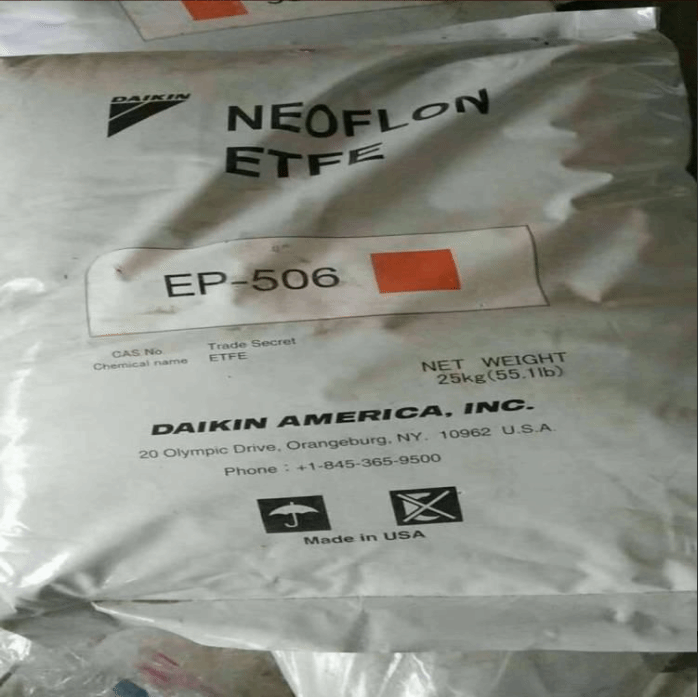 DAIKIN
NEOFLON
ETFE
EP-506
CAS No. Trade Secret
Chemical name ETFE
NET WEIGHT
25kg(55.1lb)
DAIKIN AMERICA, INC.
20 Olympic Drive, Orangeburg, NY. 10962 U.S.A.
Phone : +1-845-365-9500
Made in USA